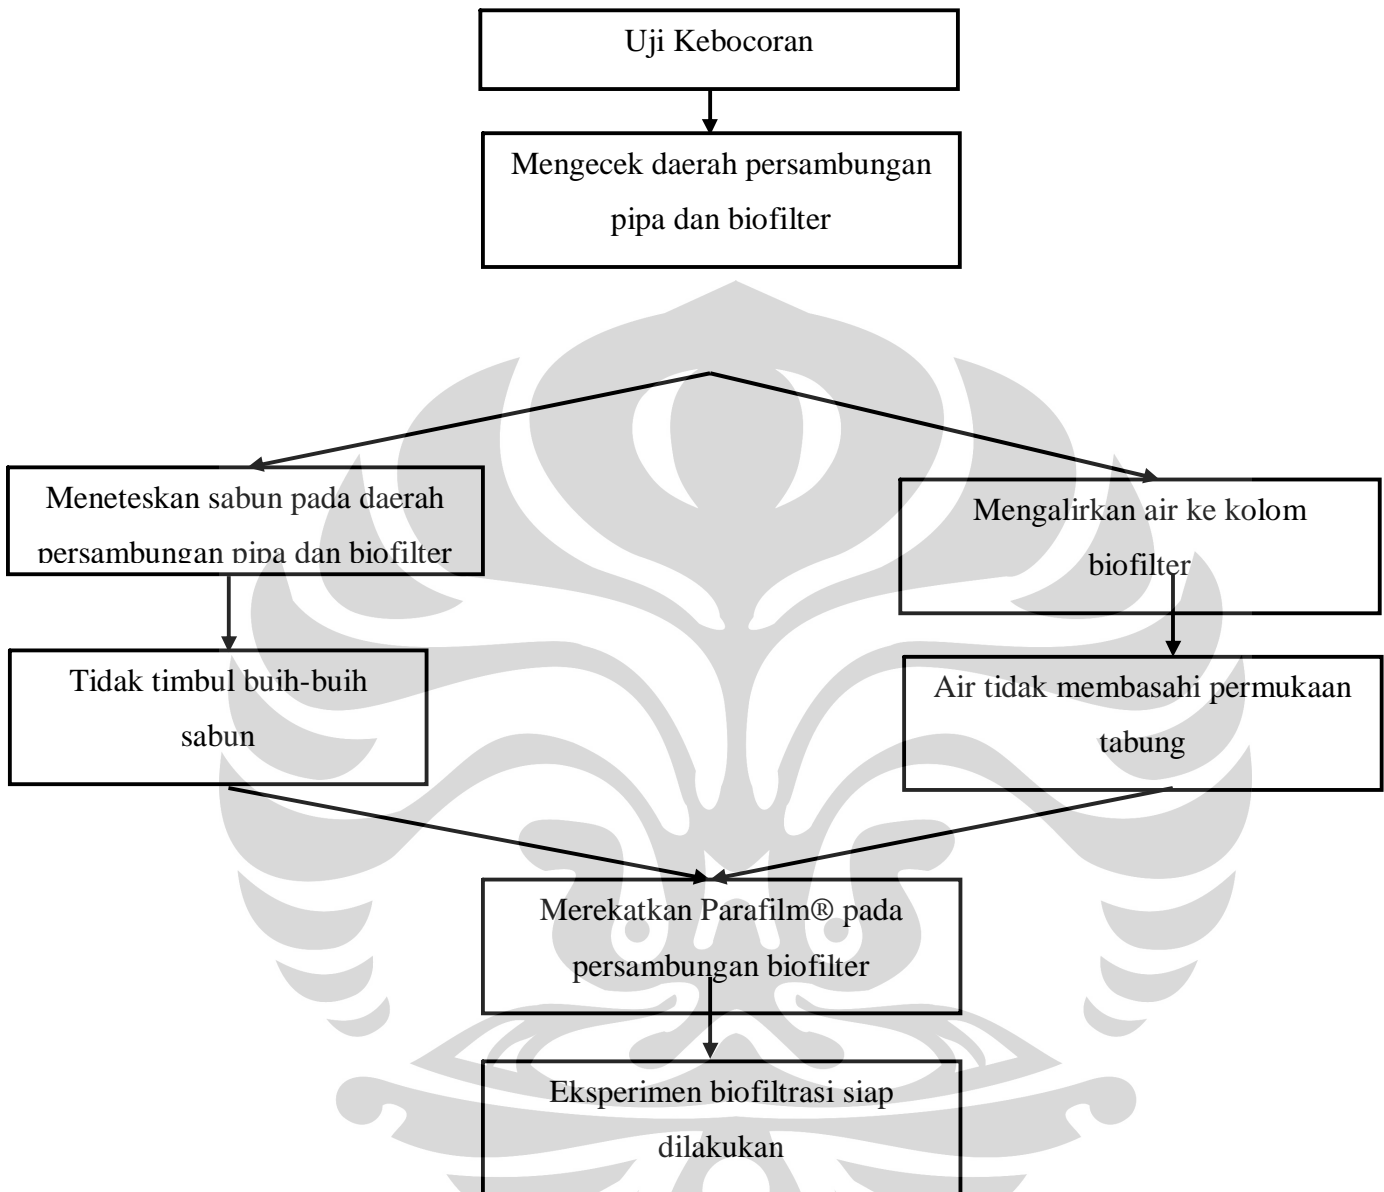 Uji Kebocoran
Mengecek daerah persambungan
pipa dan biofilter
Meneteskan sabun pada daerah
persambungan pipa dan biofilter
Mengalirkan air ke kolom
biofilter
Tidak timbul buih-buih
sabun
Air tidak membasahi permukaan
tabung
Merekatkan Parafilm® pada
persambungan biofilter
Eksperimen biofiltrasi siap
dilakukan